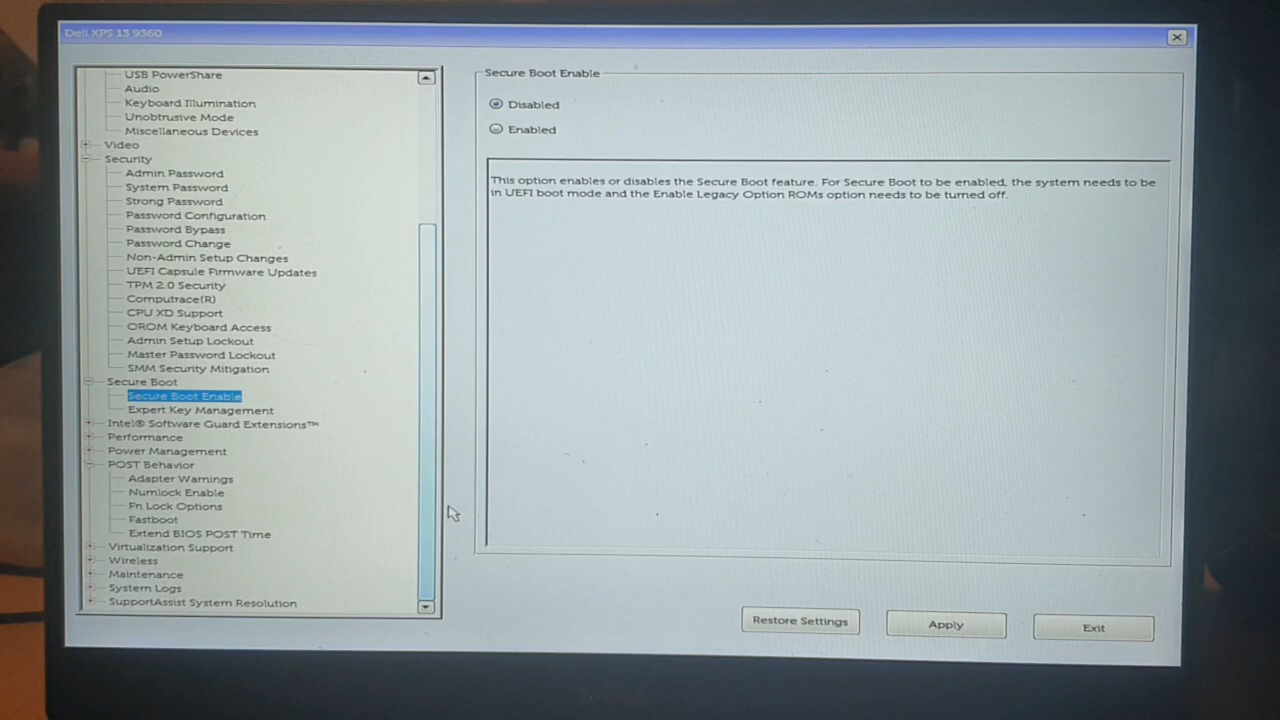 Dell XPS 13 9360
USB PowerShare
Audio
Keyboard Illumination
Unobtrusive Mode
Miscellaneous Devices
Video
Security
Admin Password
System Password
Strong Password
Password Configuration
Password Bypass
Password Change
Non-Admin Setup Changes
UEFI Capsule Firmware Updates
TPM 2.0 Security
Computrace(R)
CPU XD Support
OROM Keyboard Access
Admin Setup Lockout
Master Password Lockout
SMM Security Mitigation
Secure Boot
Secure Boot Enable
Expert Key Management
Intel® Software Guard Extensions™
Performance
Power Management
POST Behavior
Adapter Warnings
Numlock Enable
Fn Lock Options
Fastboot
Extend BIOS POST Time
Virtualization Support
Wireless
Maintenance
System Logs
SupportAssist System Resolution
Secure Boot Enable
Disabled
Enabled
This option enables or disables the Secure Boot feature. For Secure Boot to be enabled, the system needs to be
in UEFI boot mode and the Enable Legacy Option ROMs option needs to be turned off.
Restore Settings
Apply
Exit